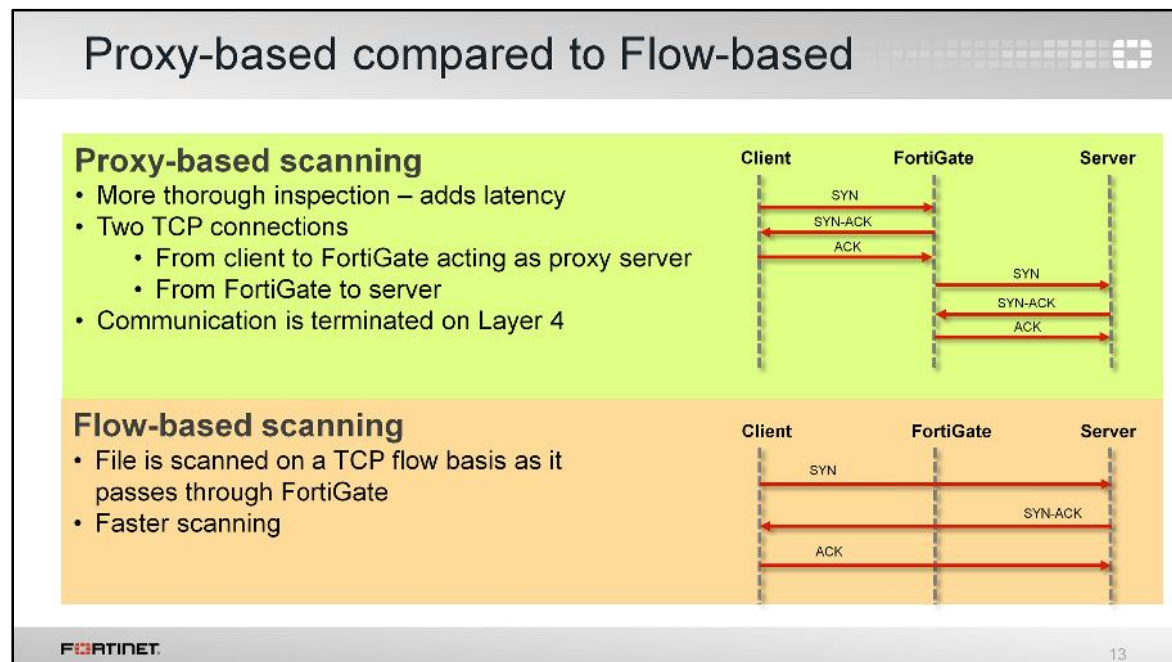 Proxy-based compared to Flow-based
Proxy-based scanning
• More thorough inspection – adds latency
• Two TCP connections
• From client to FortiGate acting as proxy server
• From FortiGate to server
• Communication is terminated on Layer 4
Client FortiGate Server
SYN
SYN-ACK
ACK
SYN
SYN-ACK
ACK
Flow-based scanning
• File is scanned on a TCP flow basis as it
passes through FortiGate
• Faster scanning
Client FortiGate Server
SYN
SYN-ACK
ACK
FORTINET.
13